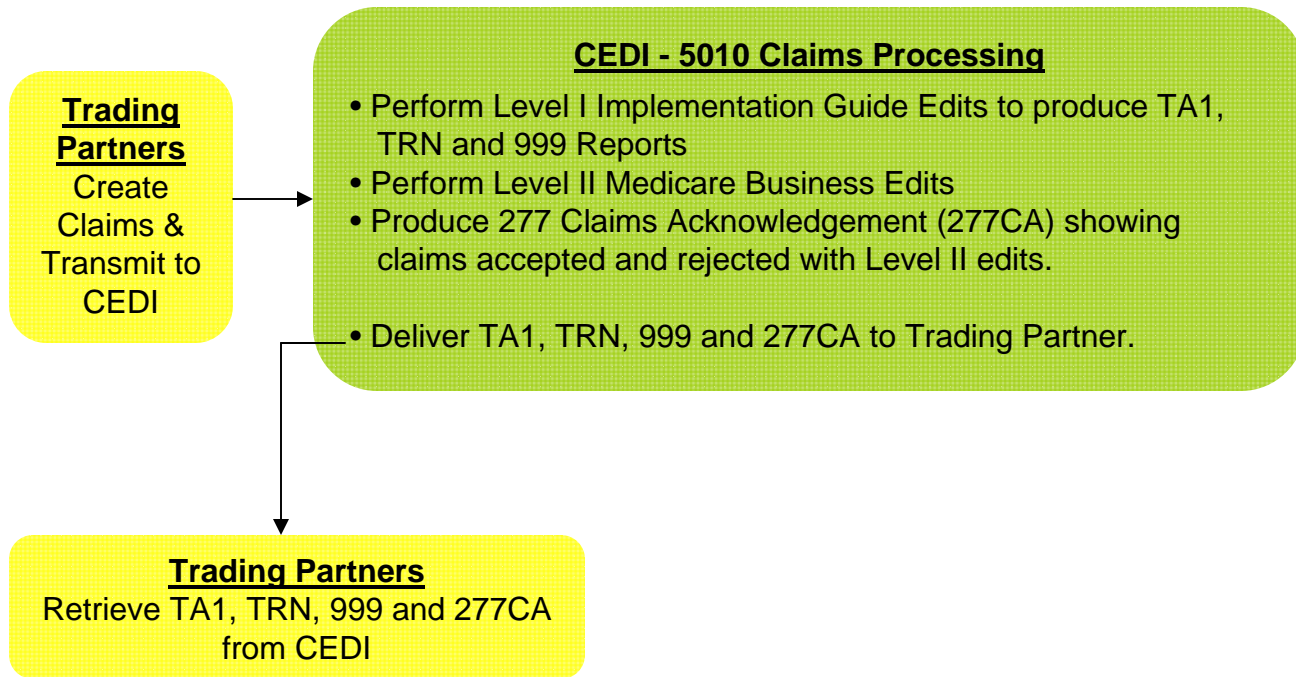 Trading
Partners
Create
Claims &
Transmit to
CEDI
CEDI - 5010 Claims Processing
• Perform Level I Implementation Guide Edits to produce TA1,
TRN and 999 Reports
• Perform Level II Medicare Business Edits
• Produce 277 Claims Acknowledgement (277CA) showing
claims accepted and rejected with Level II edits.
• Deliver TA1, TRN, 999 and 277CA to Trading Partner.
Trading Partners
Retrieve TA1, TRN, 999 and 277CA
from CEDI